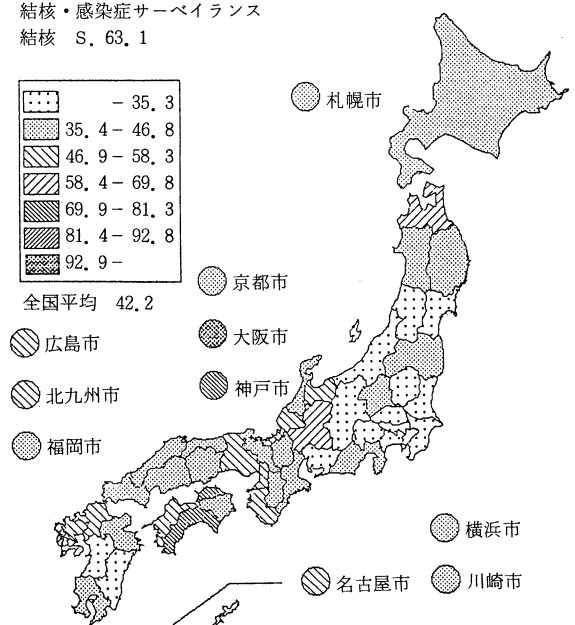 結核・感染症サーベイランス
結核 S. 63. 1
- 35. 3
35. 4 - 46. 8
46. 9 - 58. 3
58. 4 - 69. 8
69. 9 - 81. 3
81. 4 - 92. 8
92. 9 -
全国平均 42. 2
札幌市
京都市
広島市
大阪市
北九州市
神戸市
福岡市
横浜市
名古屋市
川崎市